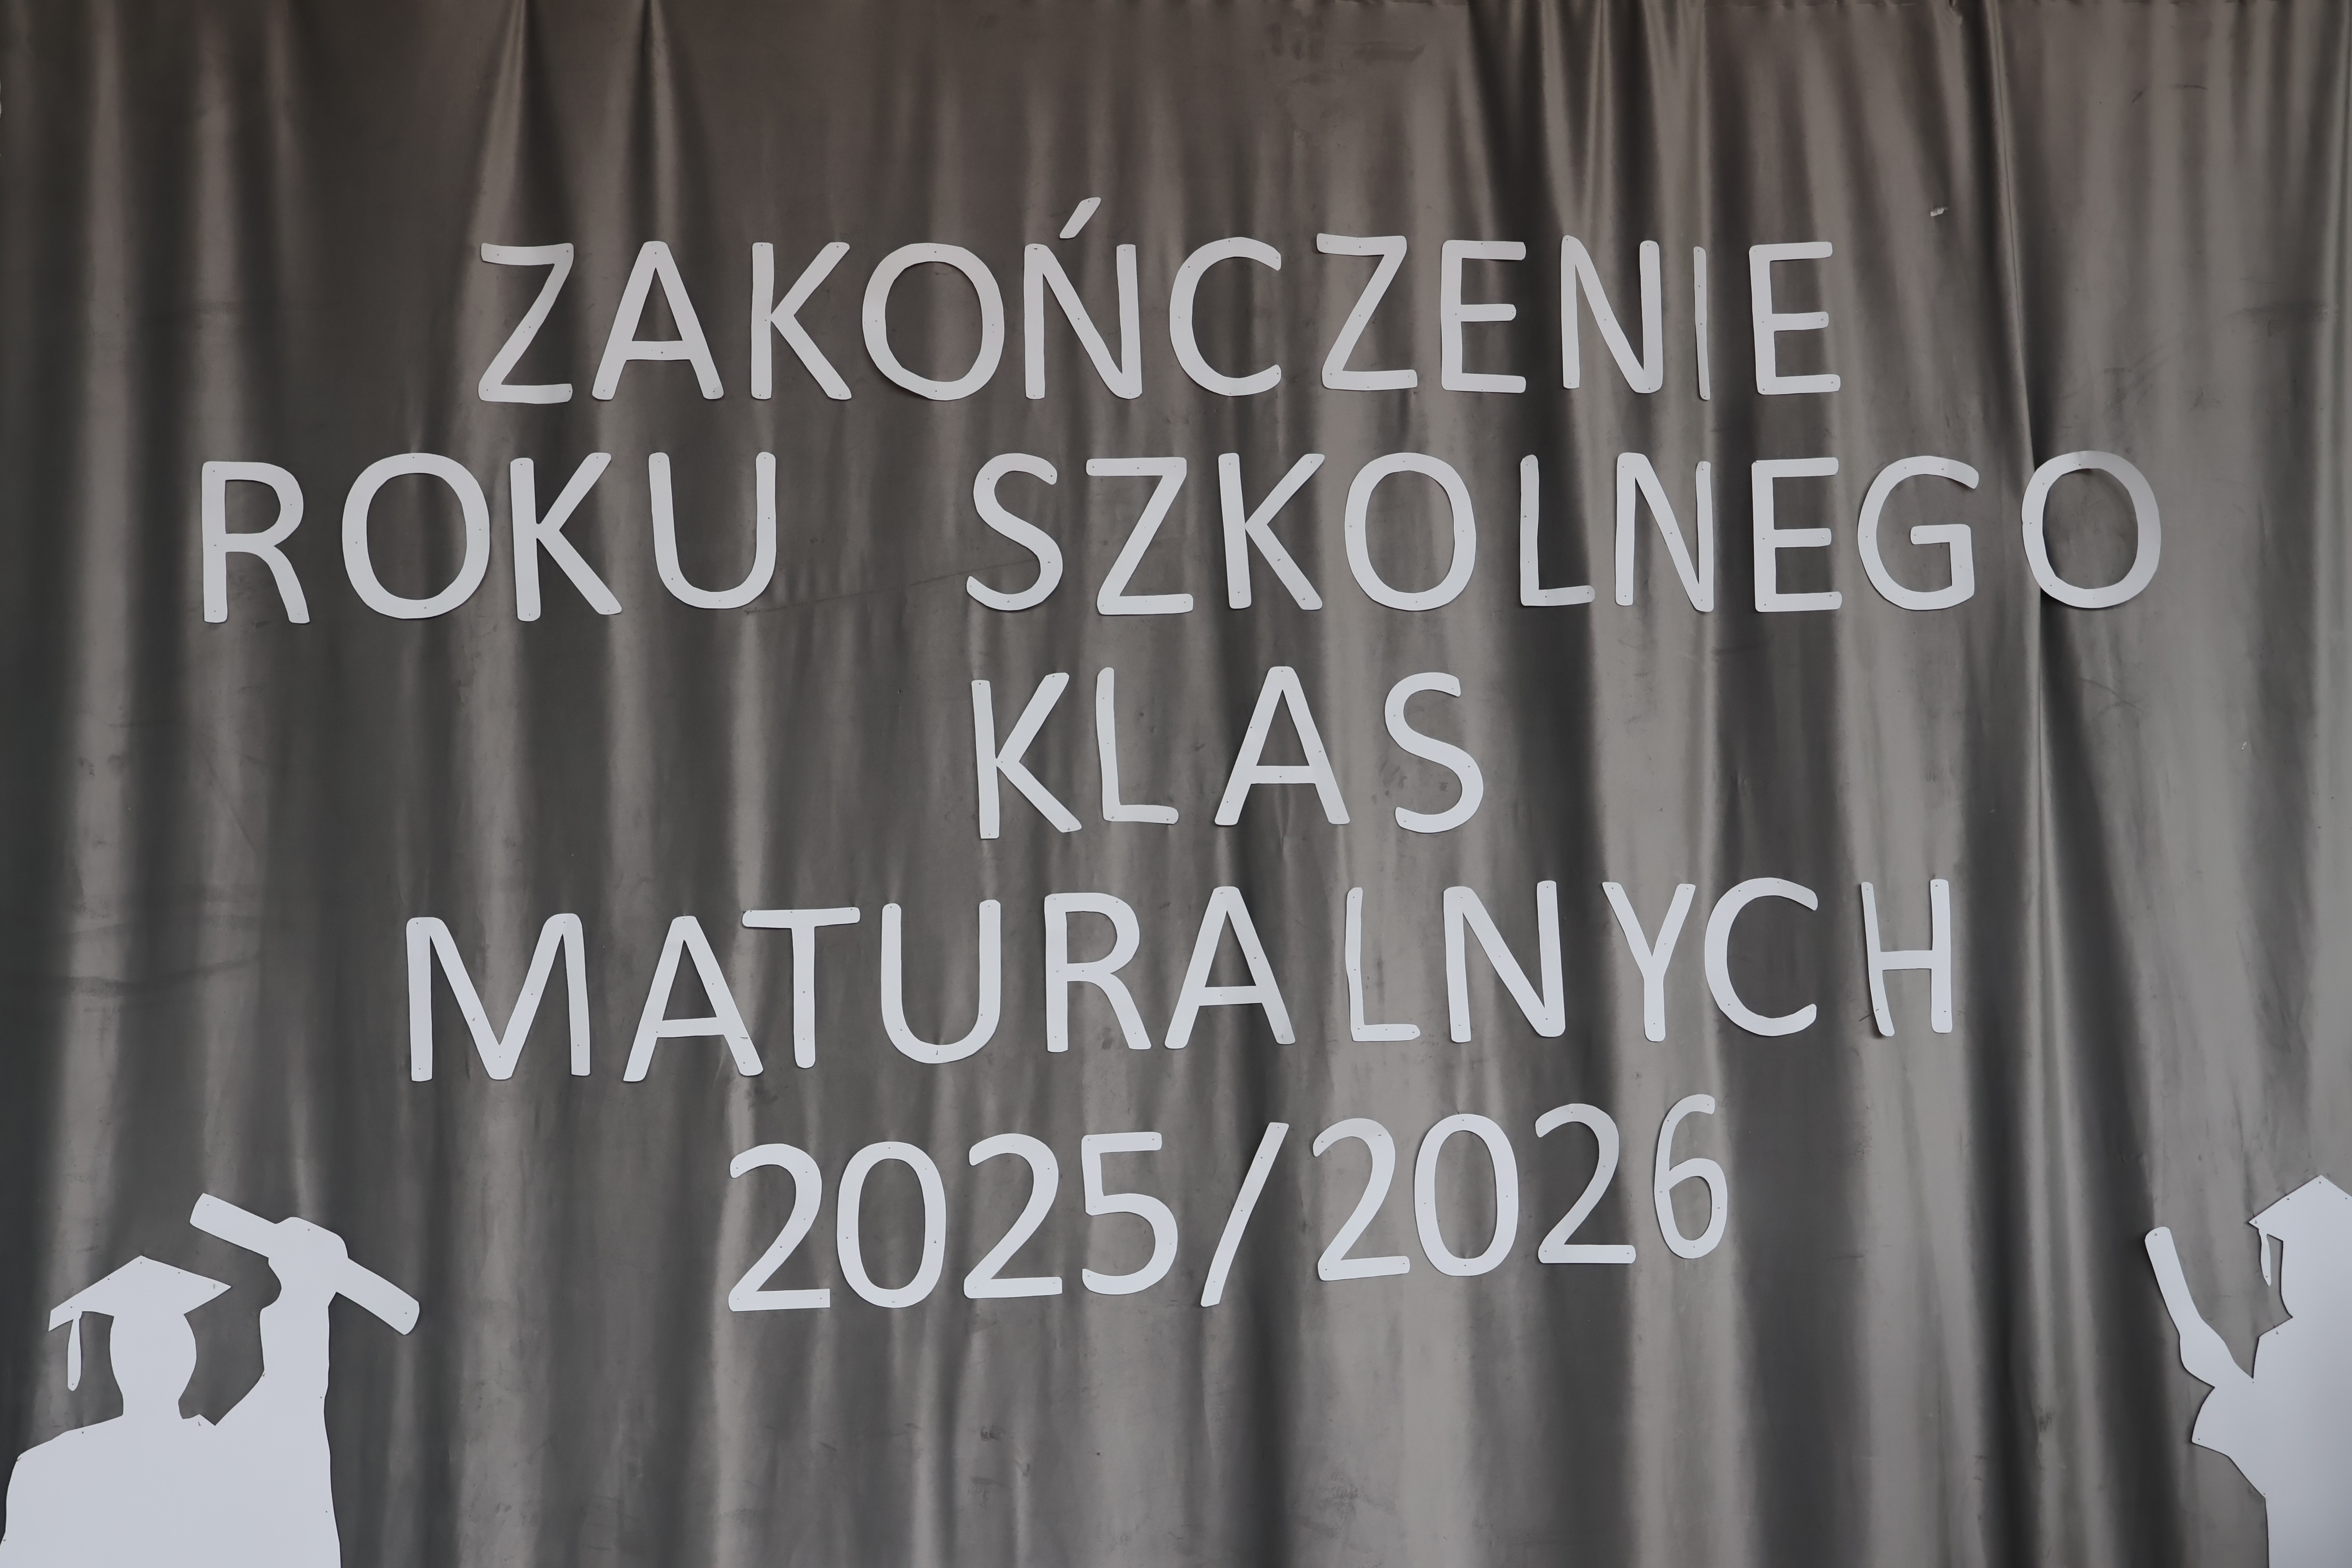 ZAKOŃCZENIE
ROKU SZKOLNEGO
KLAS
MATURALNYCH
2025/2026